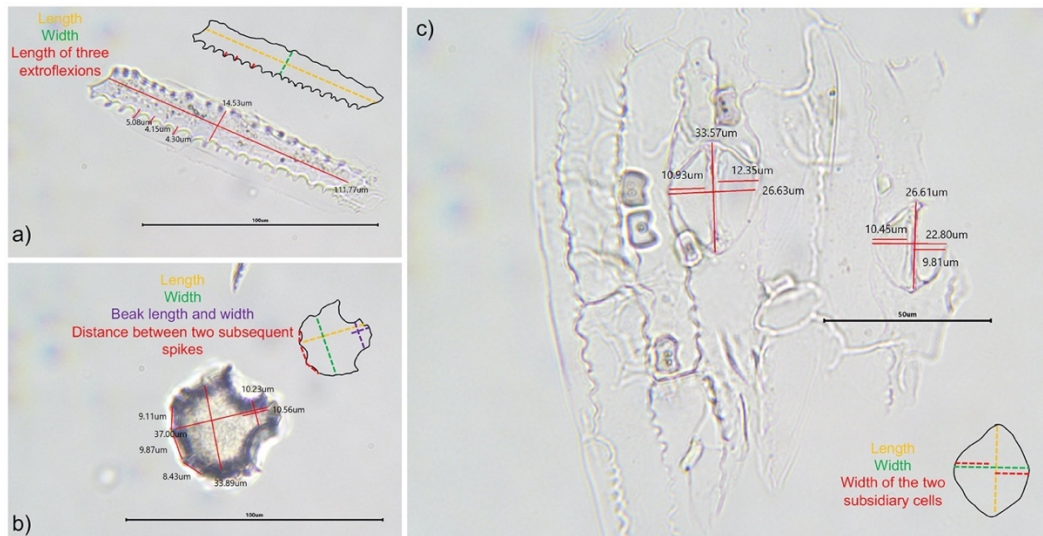 Length
Width
Length of three
extroflexions
14.53um
5.08um
4.15um
4.30um
111.77um
100um
a)
Length
Width
Beak length and width
Distance between two subsequent
spikes
10.23um
10.56um
9.11um
37.00um
9.87um
8.43um
33.89um
100um
b)
c)
33.57um
12.35um
10.93um
26.63um
26.61um
10.45um
22.80um
9.81um
50um
Length
Width
Width of the two
subsidiary cells